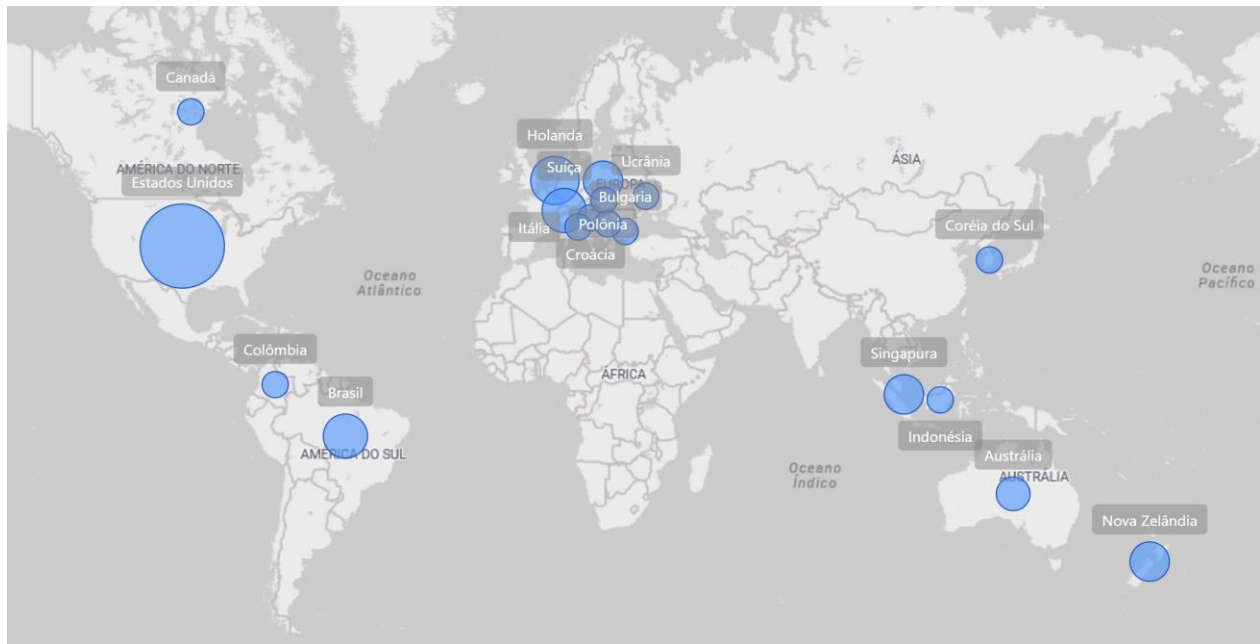 Canadá
AMÉRICA DO NORTE
Estados Unidos
Oceano
Atlântico
Colômbia
Brasil
AMÉRICA DO SUL
Holanda
Suíça
Ucrânia
EUROPA
Bulgária
Itália
Polônia
Croácia
ÁFRICA
ÁSIA
Coréia do Sul
Oceano
Pacífico
Singapura
Indonésia
Oceano
Índico
Austrália
AUSTRÁLIA
Nova Zelândia